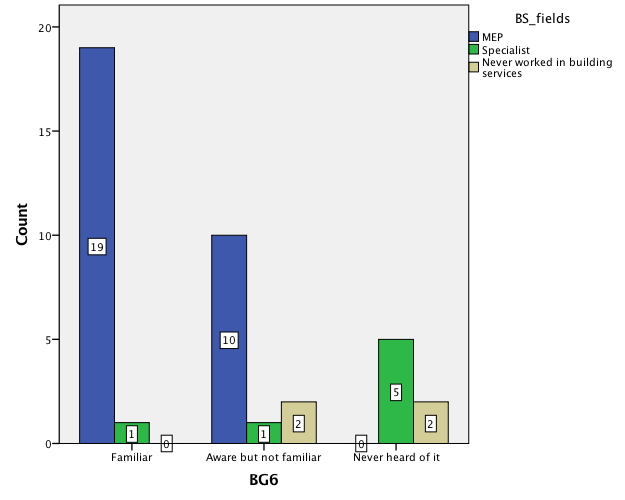 BS_fields
MEP
Specialist
Never worked in building
services
20
15
10
5
0
Count
19
1
0
10
1
2
0
5
2
Familiar
Aware but not familiar
Never heard of it
BG6